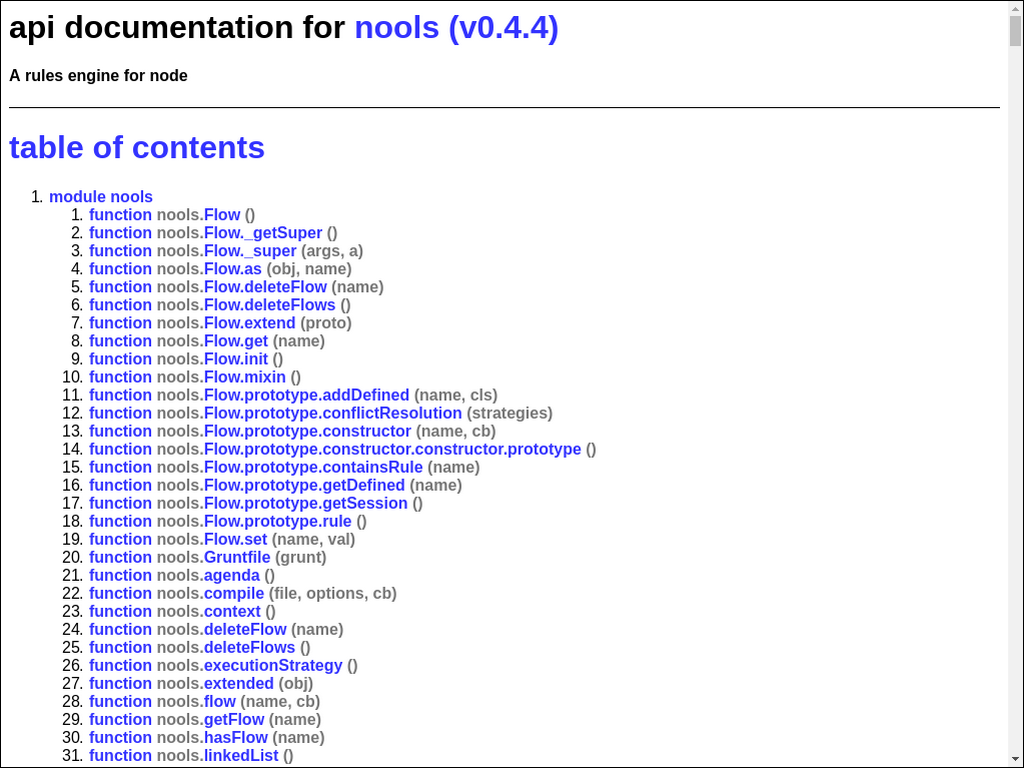 api documentation for nools (v0.4.4)
A rules engine for node
table of contents
1. module nools
1. function nools.Flow ()
2. function nools.Flow._getSuper ()
3. function nools.Flow._super (args, a)
4. function nools.Flow.as (obj, name)
5. function nools.Flow.deleteFlow (name)
6. function nools.Flow.deleteFlows ()
7. function nools.Flow.extend (proto)
8. function nools.Flow.get (name)
9. function nools.Flow.init ()
10. function nools.Flow.mixin ()
11. function nools.Flow.prototype.addDefined (name, cls)
12. function nools.Flow.prototype.conflictResolution (strategies)
13. function nools.Flow.prototype.constructor (name, cb)
14. function nools.Flow.prototype.constructor.constructor.prototype ()
15. function nools.Flow.prototype.containsRule (name)
16. function nools.Flow.prototype.getDefined (name)
17. function nools.Flow.prototype.getSession ()
18. function nools.Flow.prototype.rule ()
19. function nools.Flow.set (name, val)
20. function nools.Gruntfile (grunt)
21. function nools.agenda ()
22. function nools.compile (file, options, cb)
23. function nools.context ()
24. function nools.deleteFlow (name)
25. function nools.deleteFlows ()
26. function nools.executionStrategy ()
27. function nools.extended (obj)
28. function nools.flow (name, cb)
29. function nools.getFlow (name)
30. function nools.hasFlow (name)
31. function nools.linkedList ()